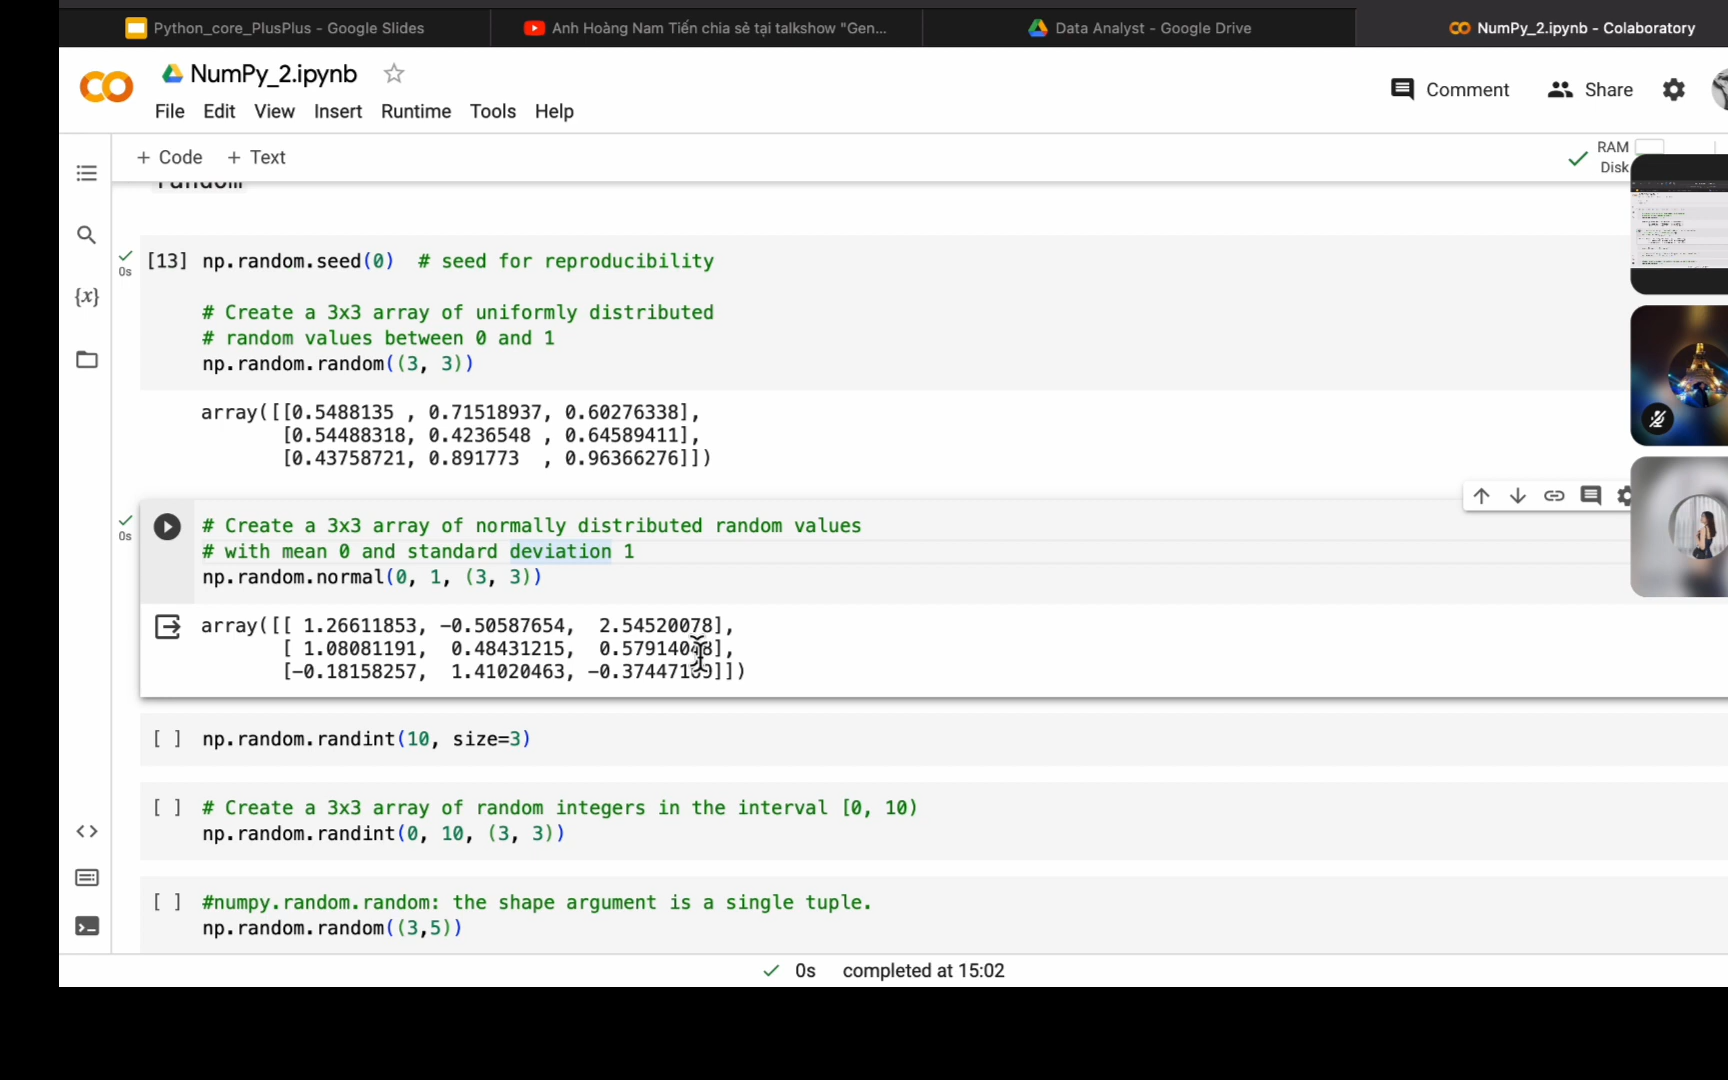 Python_core_PlusPlus - Google Slides
Anh Hoàng Nam Tiến chia sẻ tại talkshow "Gen...
Data Analyst - Google Drive
NumPy_2.ipynb - Colaboratory
NumPy_2.ipynb
Comment
Share
File Edit View Insert Runtime Tools Help
+ Code + Text
RAM
Disk
random
[13] np.random.seed(0)  # seed for reproducibility
0s
# Create a 3x3 array of uniformly distributed
# random values between 0 and 1
np.random.random((3, 3))
array([[0.5488135 , 0.71518937, 0.60276338],
[0.54488318, 0.4236548 , 0.64589411],
[0.43758721, 0.891773  , 0.96366276]])
# Create a 3x3 array of normally distributed random values
0s
# with mean 0 and standard deviation 1
np.random.normal(0, 1, (3, 3))
array([[ 1.26611853, -0.50587654,  2.54520078],
[ 1.08081191,  0.48431215,
[-0.18158257,  1.41020463,
[ ] np.random.randint(10, size=3)
[ ] # Create a 3x3 array of random integers in the interval [0, 10)
np.random.randint(0, 10, (3, 3))
[ ] #numpy.random.random: the shape argument is a single tuple.
np.random.random((3,5))
0s completed at 15:02